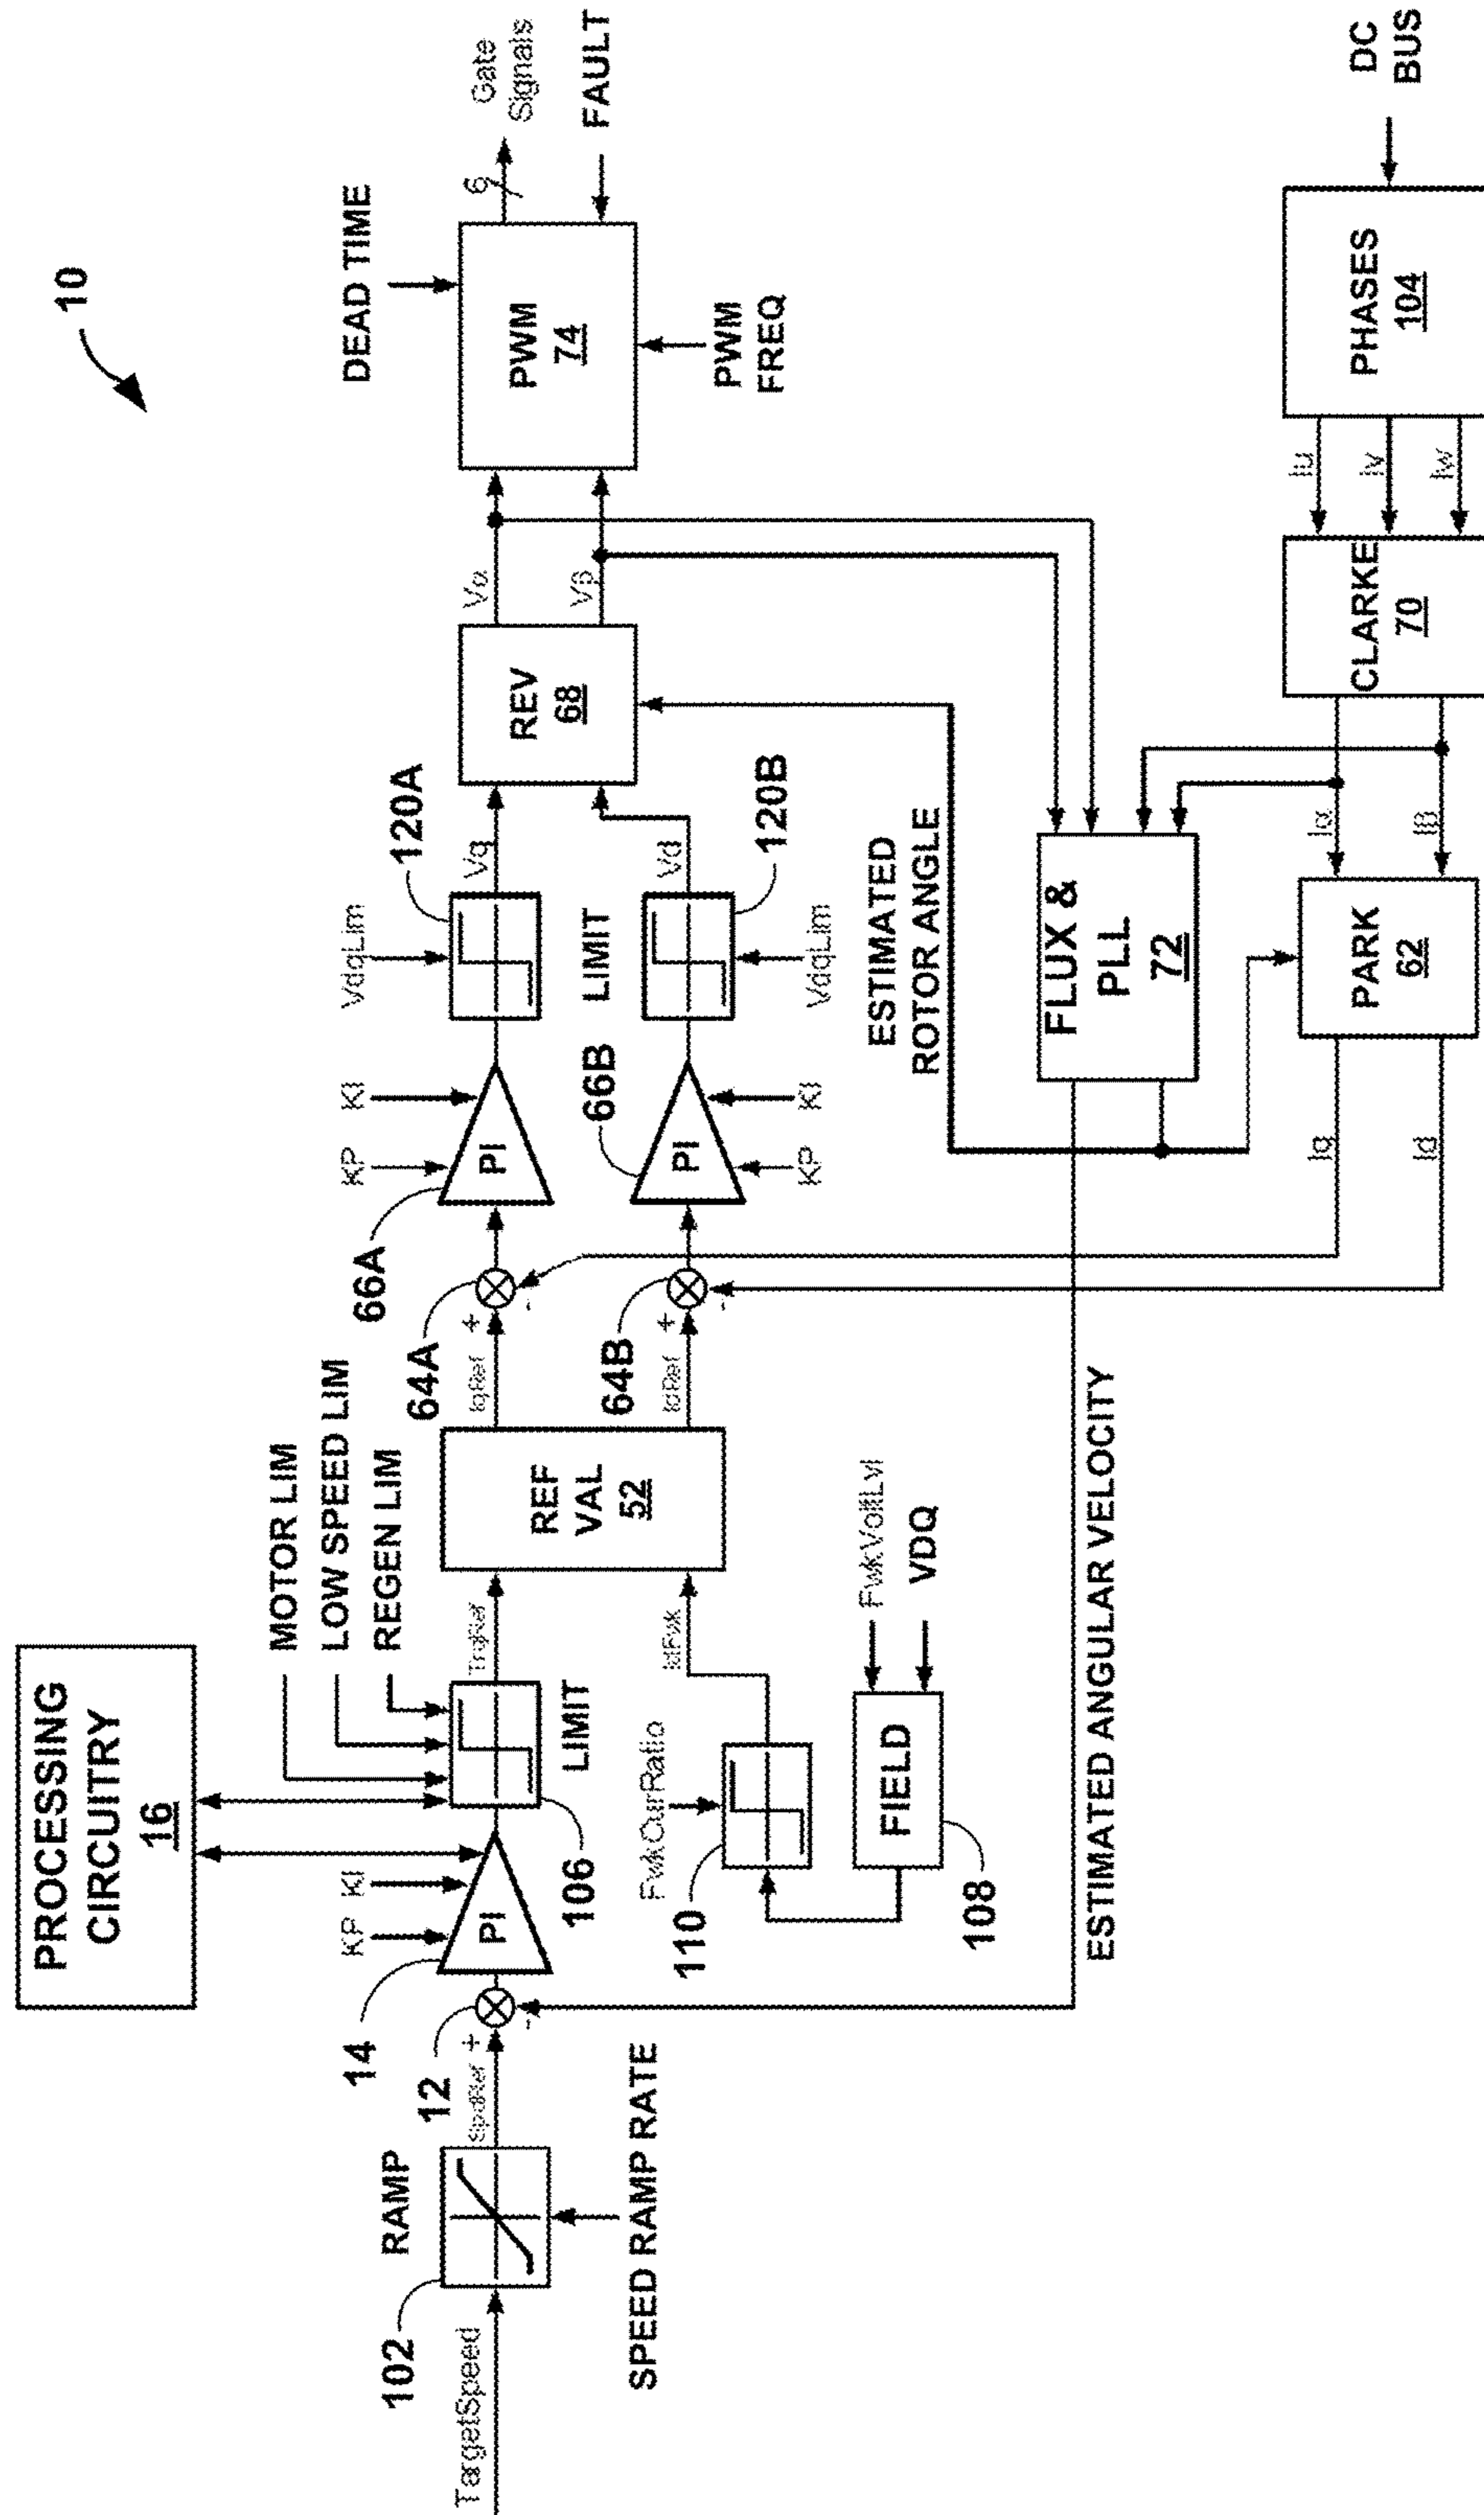 10
PROCESSING
CIRCUITRY
16
MOTOR LIM
LOW SPEED LIM
REGEN LIM
TargetSpeed
102
RAMP
SPEED RAMP RATE
SpdRef
+
-
12
14
KP
KI
PI
106
LIMIT
TrqRef
FwkCurRatio
110
IdFwk
FIELD
108
FwkVoltLvl
VDQ
REF
VAL
52
IqRef
+
-
64A
IdRef
+
-
64B
66A
KP
KI
PI
66B
KP
KI
PI
VdqLim
120A
LIMIT
VdqLim
120B
Vq
Vd
REV
68
Vα
Vβ
DEAD TIME
PWM
74
PWM
FREQ
6
Gate
Signals
FAULT
ESTIMATED
ROTOR ANGLE
FLUX &
PLL
72
ESTIMATED ANGULAR VELOCITY
Iq
Id
PARK
62
Iα
Iβ
CLARKE
70
Iu
Iv
Iw
PHASES
104
DC
BUS